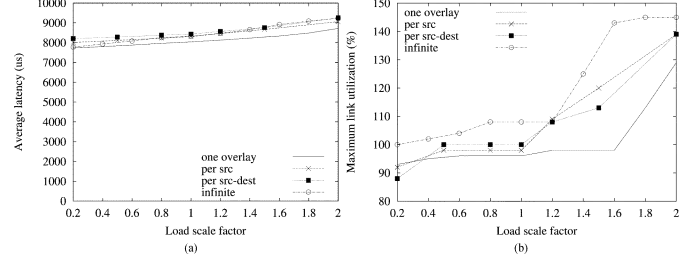 10000
9000
8000
7000
6000
5000
4000
3000
2000
1000
0
Average latency (us)
one overlay
per src
per src-dest
infinite
0.2 0.4 0.6 0.8 1 1.2 1.4 1.6 1.8 2
Load scale factor
(a)
150
140
130
120
110
100
90
80
Maximum link utilization (%)
one overlay
per src
per src-dest
infinite
0.2 0.4 0.6 0.8 1 1.2 1.4 1.6 1.8 2
Load scale factor
(b)